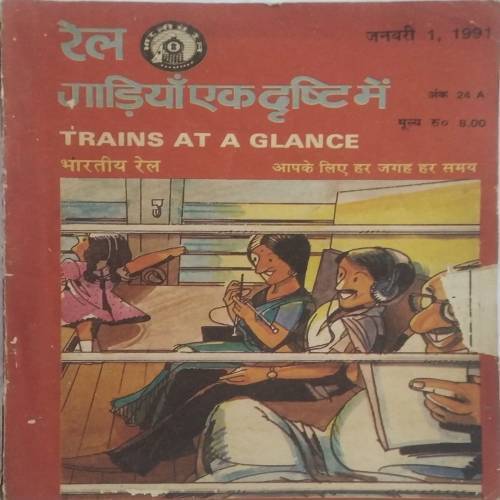 रेल
जनवरी 1, 1991
गाड़ियाँ एक दृष्टि में
अंक 24 A
मूल्य रु० 8.00
TRAINS AT A GLANCE
भारतीय रेल
आपके लिए हर जगह हर समय